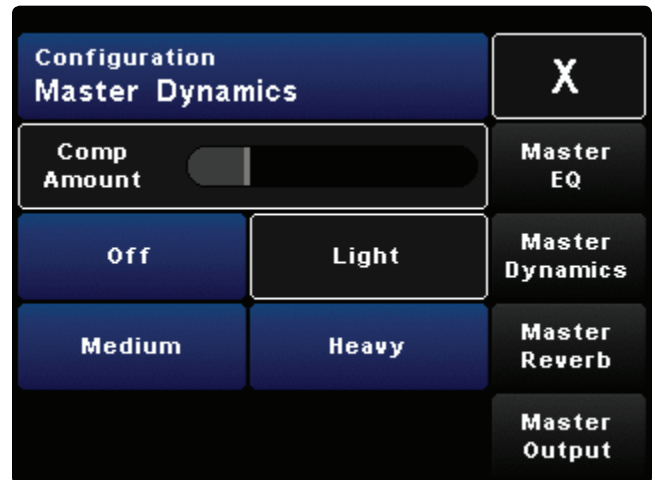 Configuration
Master Dynamics
X
Comp
Amount
Master
EQ
Off
Light
Master
Dynamics
Medium
Heavy
Master
Reverb
Master
Output